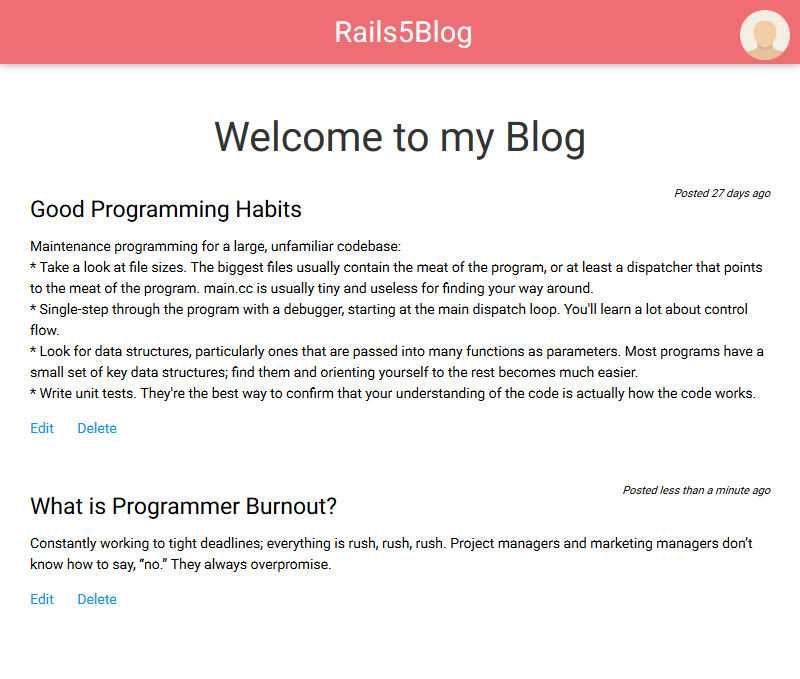 Rails5Blog
Welcome to my Blog
Posted 27 days ago
Good Programming Habits
Maintenance programming for a large, unfamiliar codebase:
* Take a look at file sizes. The biggest files usually contain the meat of the program, or at least a dispatcher that points
to the meat of the program. main.cc is usually tiny and useless for finding your way around.
* Single-step through the program with a debugger, starting at the main dispatch loop. You'll learn a lot about control
flow.
* Look for data structures, particularly ones that are passed into many functions as parameters. Most programs have a
small set of key data structures; find them and orienting yourself to the rest becomes much easier.
* Write unit tests. They're the best way to confirm that your understanding of the code is actually how the code works.
Edit Delete
Posted less than a minute ago
What is Programmer Burnout?
Constantly working to tight deadlines; everything is rush, rush, rush. Project managers and marketing managers don’t
know how to say, “no.” They always overpromise.
Edit Delete